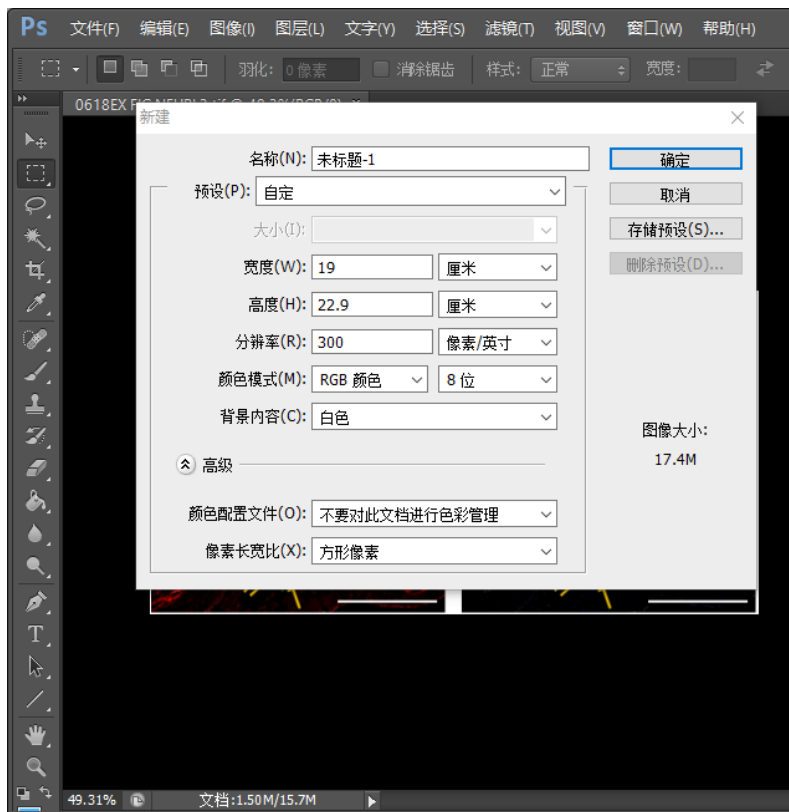 Ps 文件(F) 编辑(E) 图像(I) 图层(L) 文字(Y) 选择(S) 滤镜(T) 视图(V) 窗口(W) 帮助(H)
羽化: 0 像素 消除锯齿 样式: 正常 宽度:
0618EX
新建
名称(N): 未标题-1 确定
预设(P): 自定 取消
大小(I): 存储预设(S)...
宽度(W): 19 厘米 删除预设(D)...
高度(H): 22.9 厘米
分辨率(R): 300 像素/英寸
颜色模式(M): RGB 颜色 8 位
背景内容(C): 白色 图像大小:
高级 17.4M
颜色配置文件(O): 不要对此文档进行色彩管理
像素长宽比(X): 方形像素
T
49.31% 文档:1.50M/15.7M